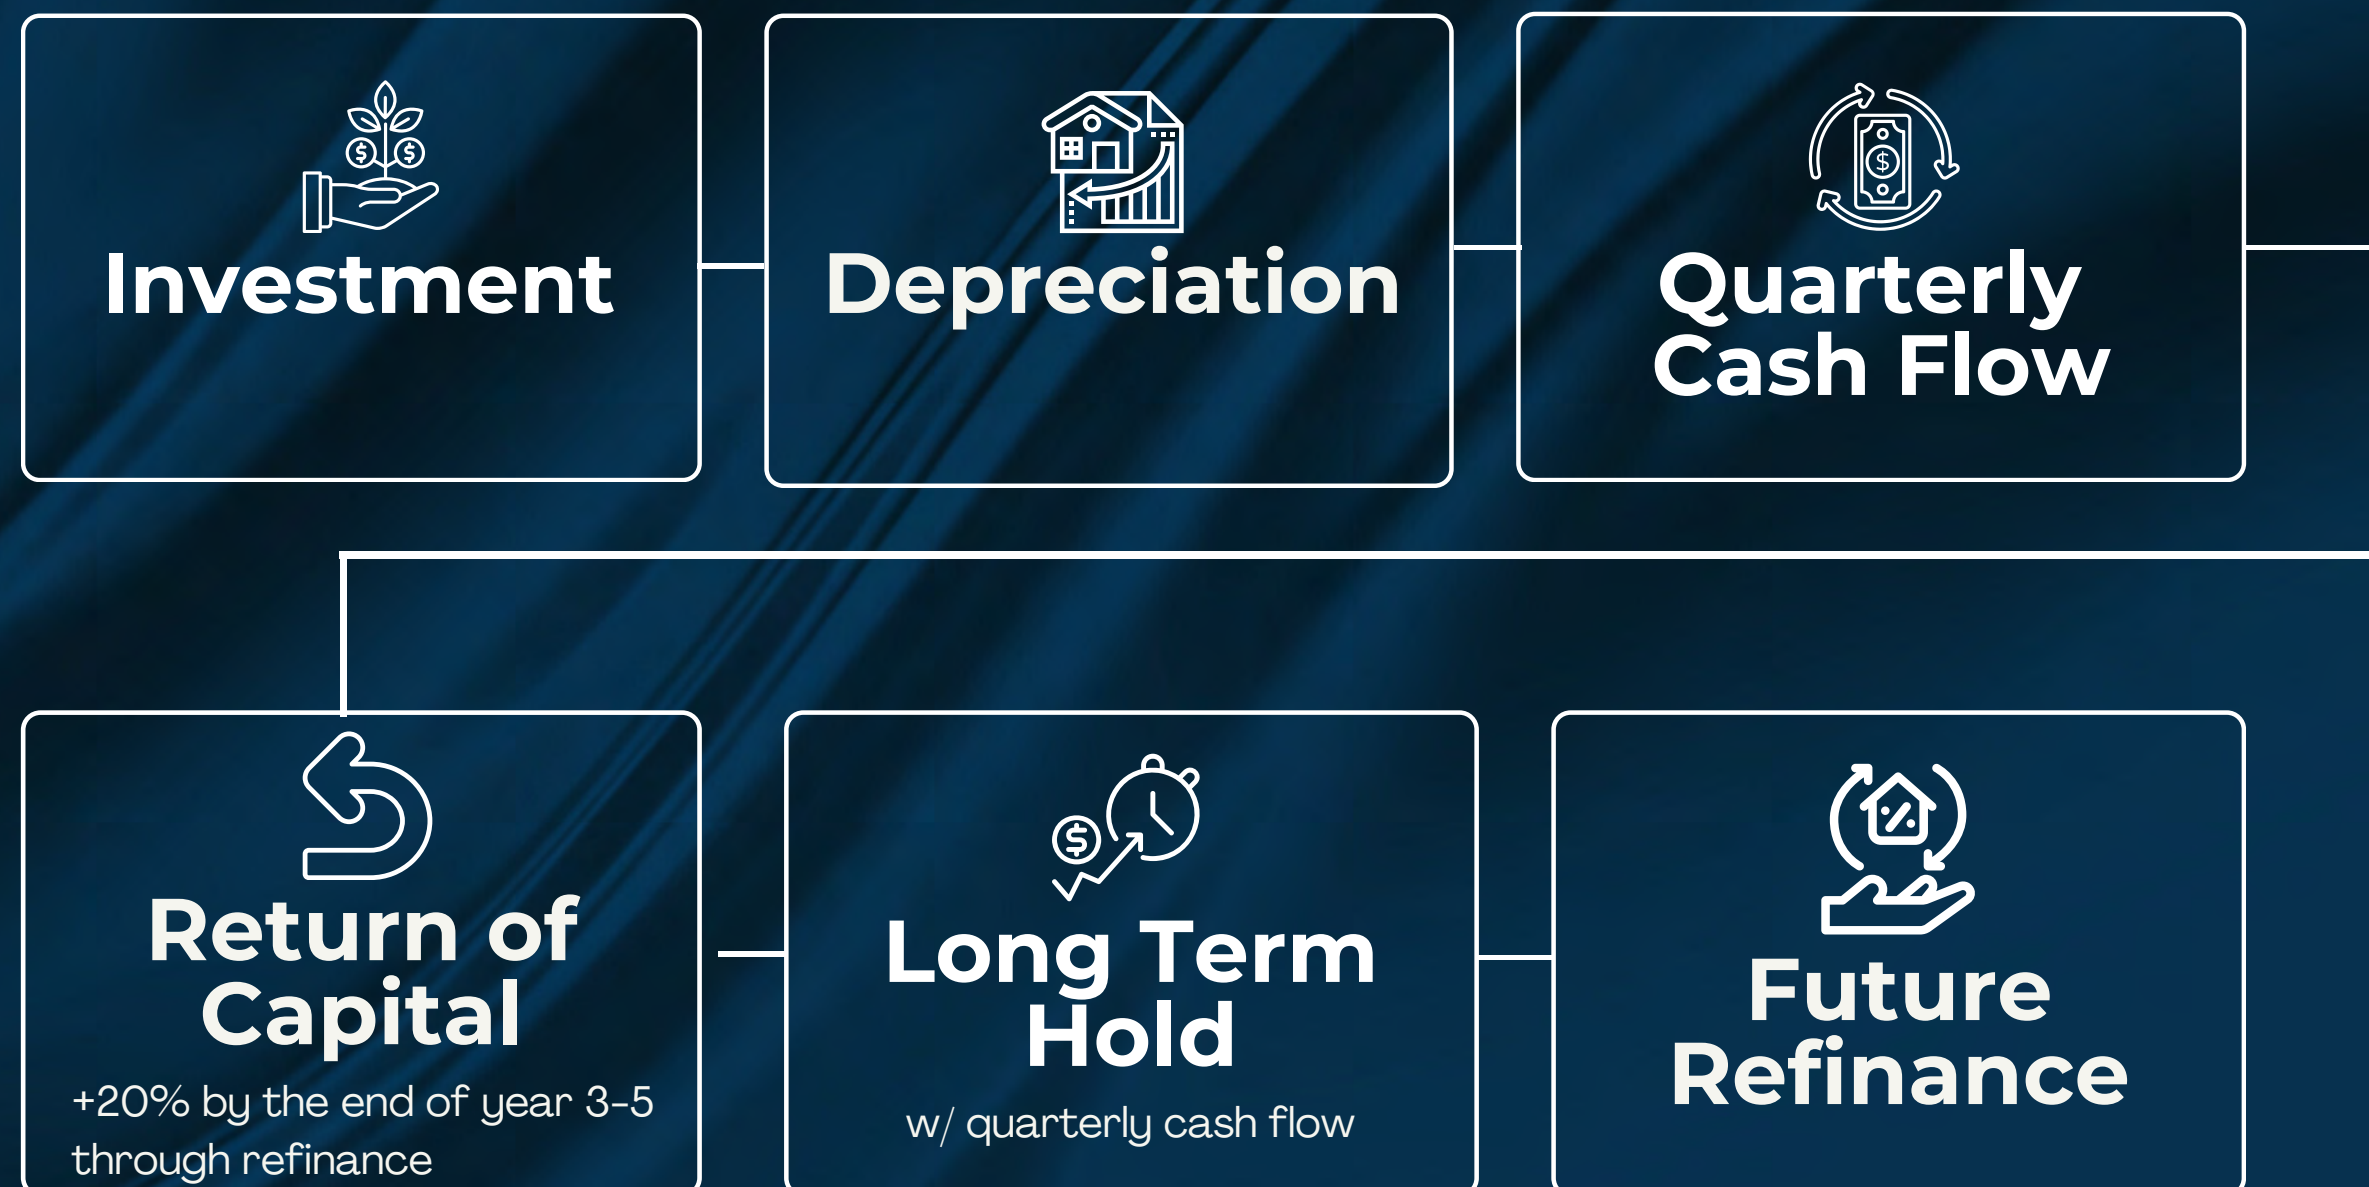 Investment
Depreciation
Quarterly
Cash Flow
Return of
Capital
+20% by the end of year 3-5
through refinance
Long Term
Hold
w/ quarterly cash flow
Future
Refinance